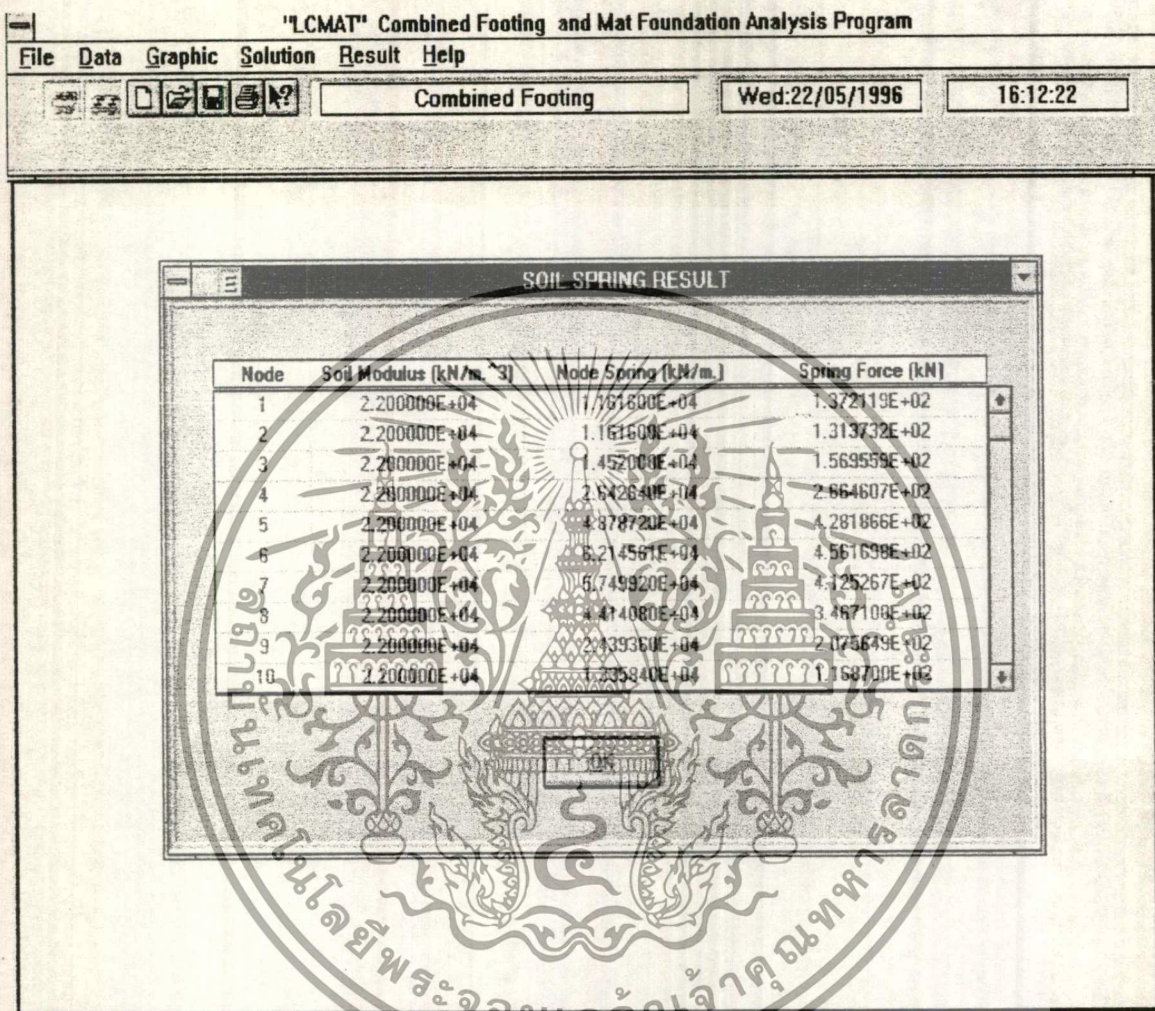 "LCMAT" Combined Footing and Mat Foundation Analysis Program
File Data Graphic Solution Result Help
Combined Footing Wed:22/05/1996 16:12:22
SOIL SPRING RESULT
Node Soil Modulus (kN/m.^3) Node Spring (kN/m.) Spring Force (kN)
1 2.200000E+04 1.161600E+04 1.372119E+02
2 2.200000E+04 1.161600E+04 1.313732E+02
3 2.200000E+04 1.452000E+04 1.569559E+02
4 2.200000E+04 2.642640E+04 2.664607E+02
5 2.200000E+04 4.878720E+04 4.281866E+02
6 2.200000E+04 6.214561E+04 4.561698E+02
7 2.200000E+04 5.749920E+04 4.125267E+02
8 2.200000E+04 4.414080E+04 3.467108E+02
9 2.200000E+04 2.439360E+04 2.075649E+02
10 2.200000E+04 1.335840E+04 1.168700E+02
OK